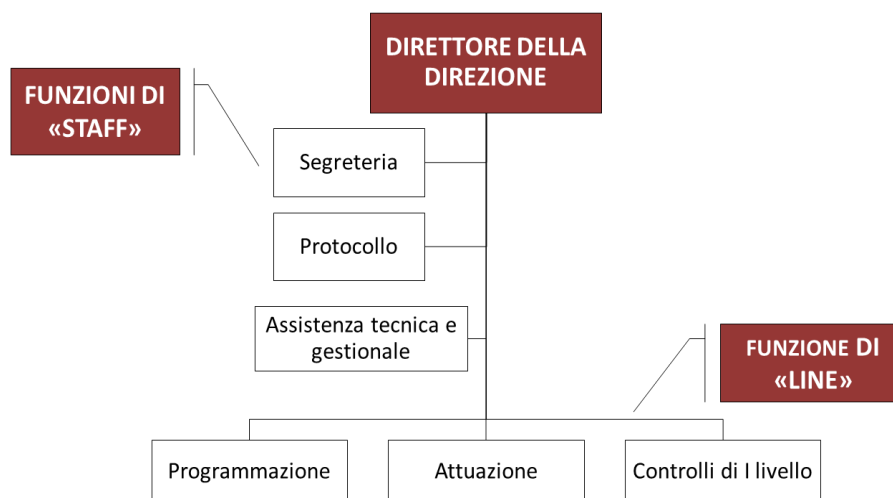 DIRETTORE DELLA
DIREZIONE
FUNZIONI DI
«STAFF»
Segreteria
Protocollo
Assistenza tecnica e
gestionale
FUNZIONE DI
«LINE»
Programmazione
Attuazione
Controlli di I livello